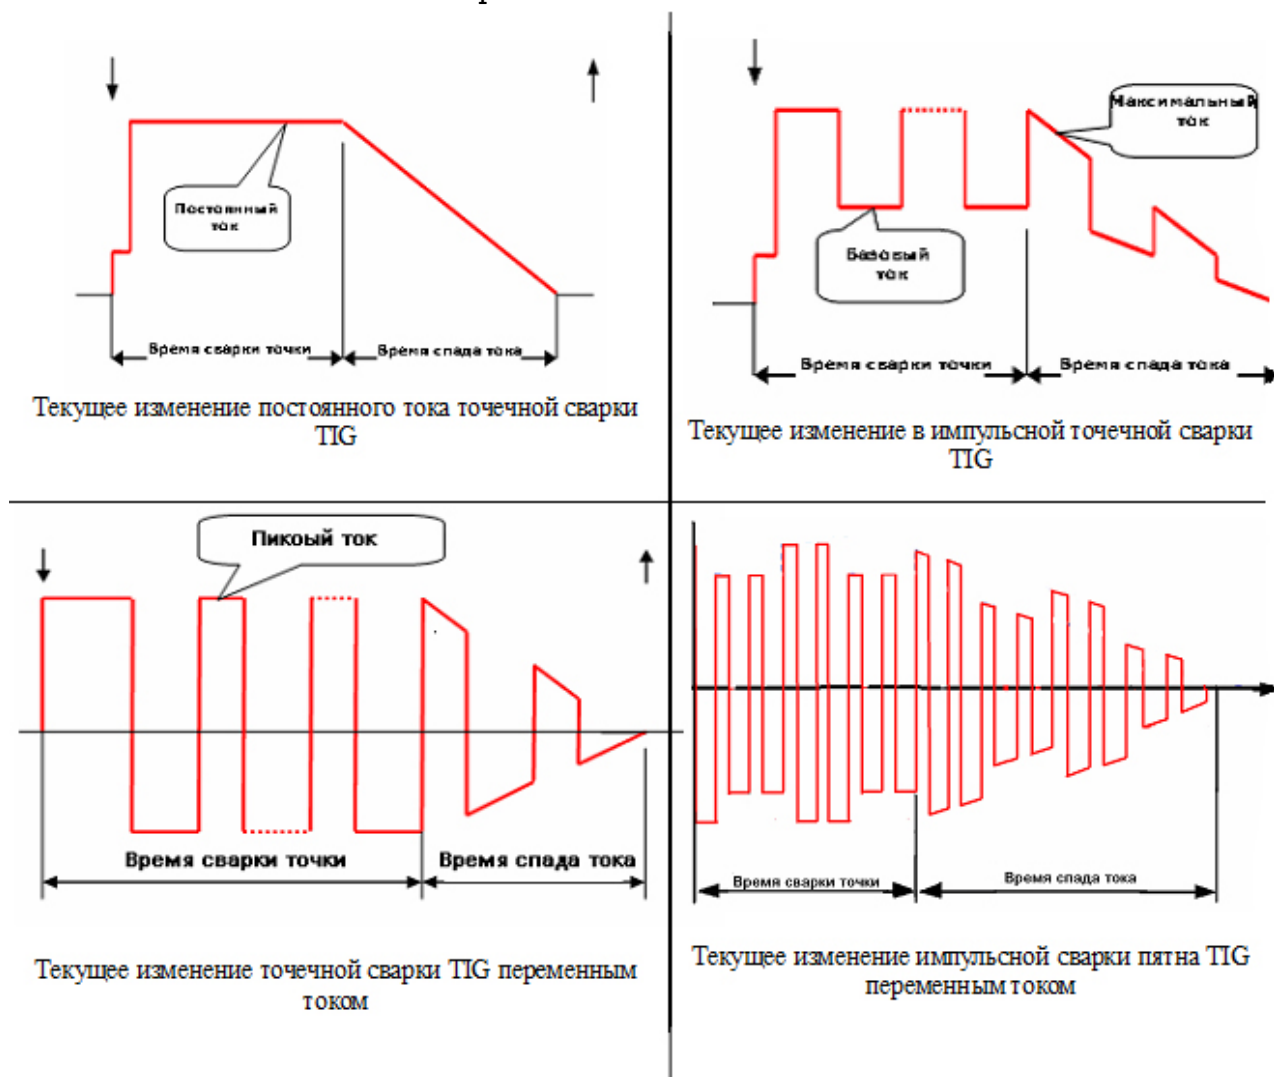 Постоянный
ток
Время сварки точки
Время спада тока
Текущее изменение постоянного тока точечной сварки
TIG
Максимальный
ток
Базовый
ток
Время сварки точки
Время спада тока
Текущее изменение в импульсной точечной сварки
TIG
Пикоый ток
Время сварки точки
Время спада тока
Текущее изменение точечной сварки TIG переменным
током
Время сварки точки
Время спада тока
Текущее изменение импульсной сварки пятна TIG
переменным током